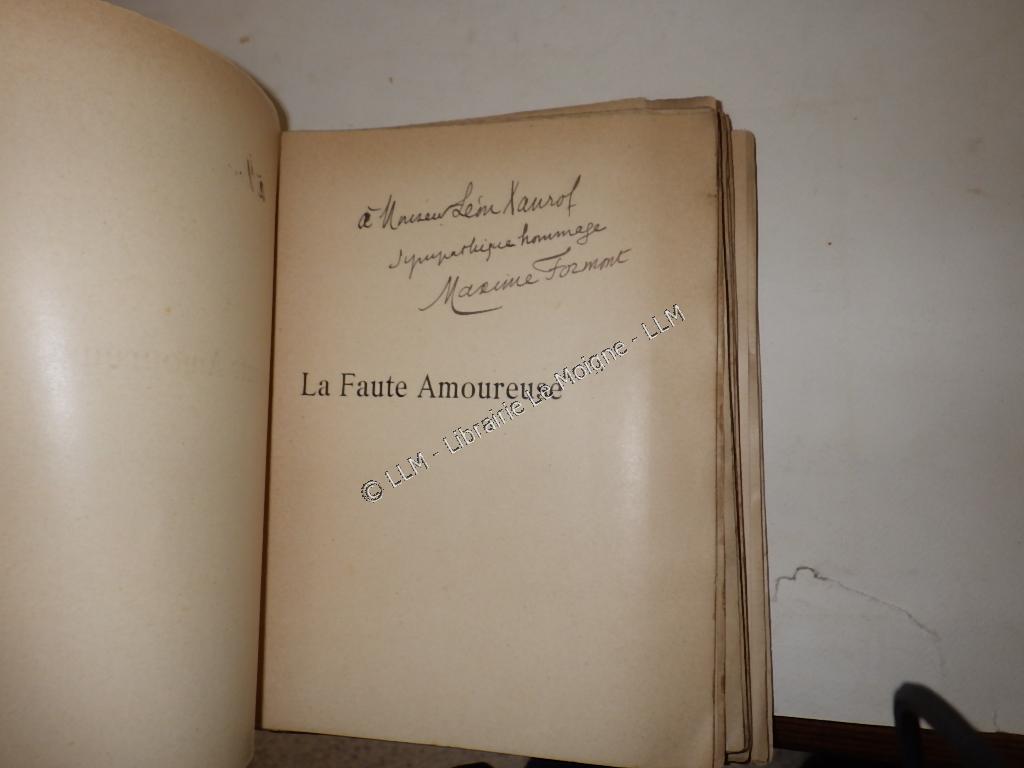 à Monsieur Léon Xanrof
sympathique hommage
Maxime Formont
La Faute Amoureuse
© LLM - Librairie Le Moigne - LLM